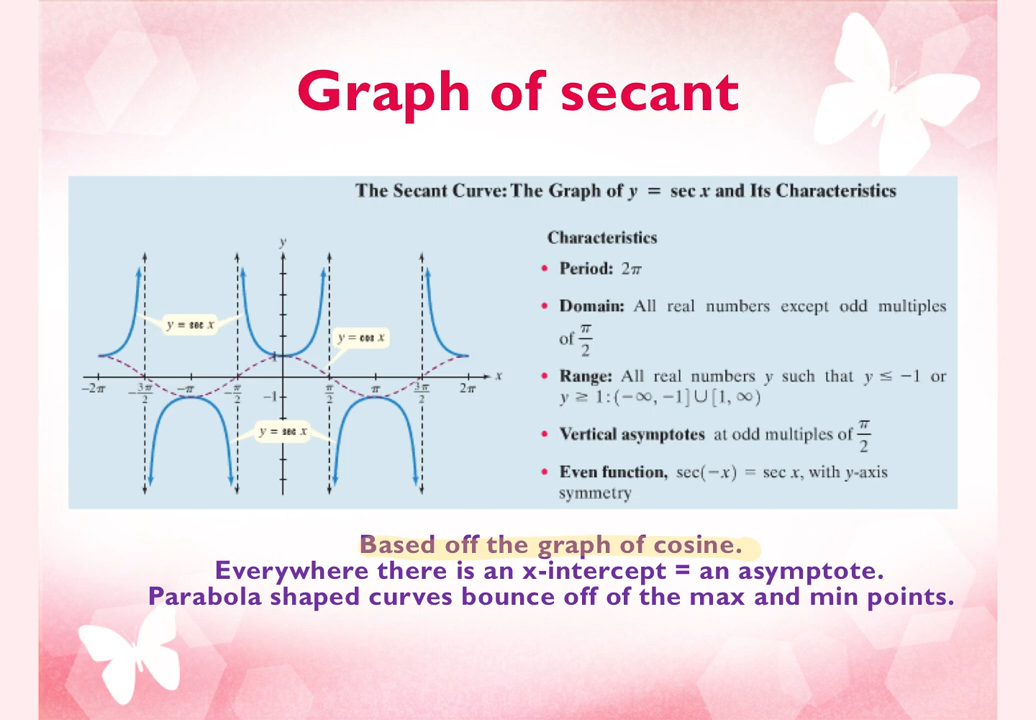 Graph of secant
The Secant Curve: The Graph of y = sec x and Its Characteristics
y
y = sec x
y = cos x
1
x
−2π
−3π/2
−π
−π/2
π/2
π
3π/2
2π
−1
y = sec x
Characteristics
• Period: 2π
• Domain: All real numbers except odd multiples
of π/2
• Range: All real numbers y such that y ≤ −1 or
y ≥ 1:(−∞, −1]∪[1, ∞)
• Vertical asymptotes at odd multiples of π/2
• Even function, sec(−x) = sec x, with y-axis
symmetry
Based off the graph of cosine.
Everywhere there is an x-intercept = an asymptote.
Parabola shaped curves bounce off of the max and min points.